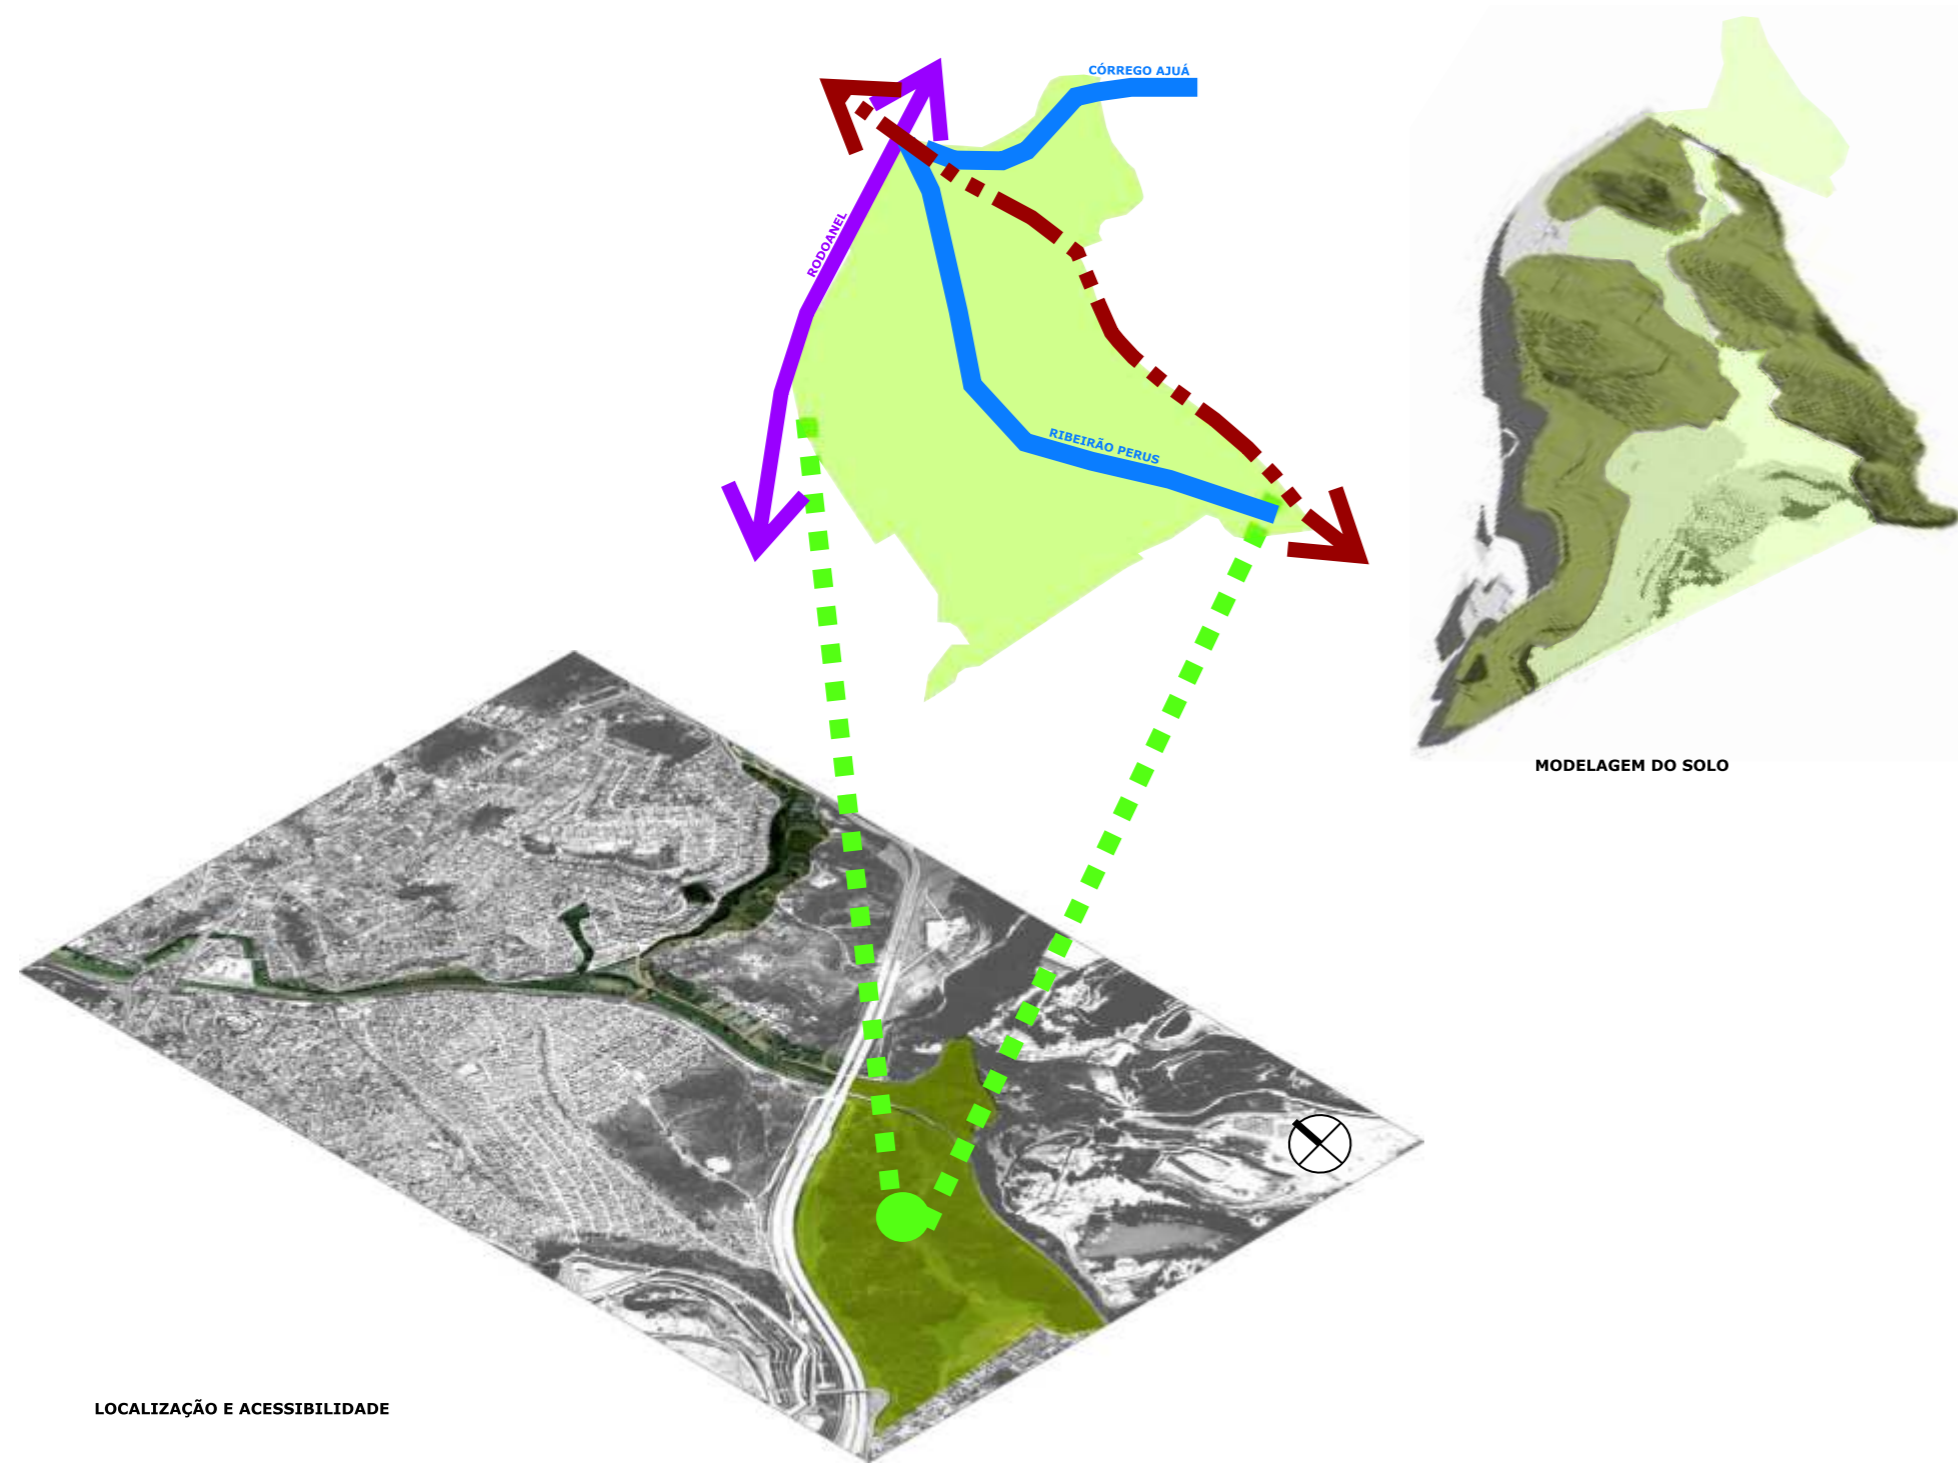 CÓRREGO AJUÁ
RODOANEL
RIBEIRÃO PERUS
MODELAGEM DO SOLO
LOCALIZAÇÃO E ACESSIBILIDADE